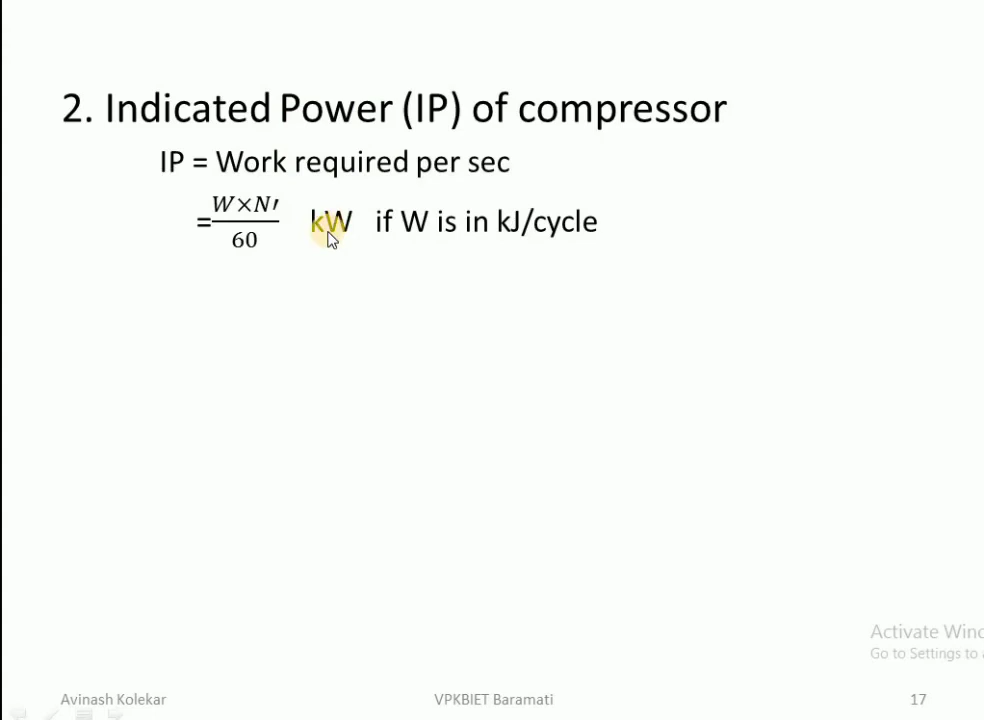 2. Indicated Power (IP) of compressor
IP = Work required per sec
= W×N′ / 60 kW if W is in kJ/cycle
Activate Wind
Go to Settings to
Avinash Kolekar VPKBIET Baramati 17